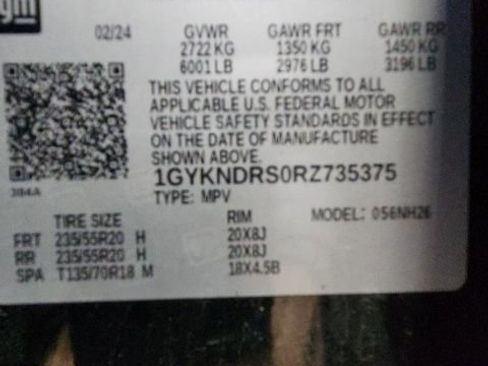 gm
02/24 GVWR GAWR FRT GAWR RR
2722 KG 1350 KG 1450 KG
6001 LB 2976 LB 3196 LB
THIS VEHICLE CONFORMS TO ALL
APPLICABLE U.S. FEDERAL MOTOR
VEHICLE SAFETY STANDARDS IN EFFECT
ON THE DATE OF MANUFACTURE
SHOWN ABOVE.
1GYKNDRS0RZ735375
384A TYPE: MPV
TIRE SIZE RIM MODEL: 056NH26
FRT 235/55R20 H 20X8J
RR 235/55R20 H 20X8J
SPA T135/70R18 M 18X4.5B